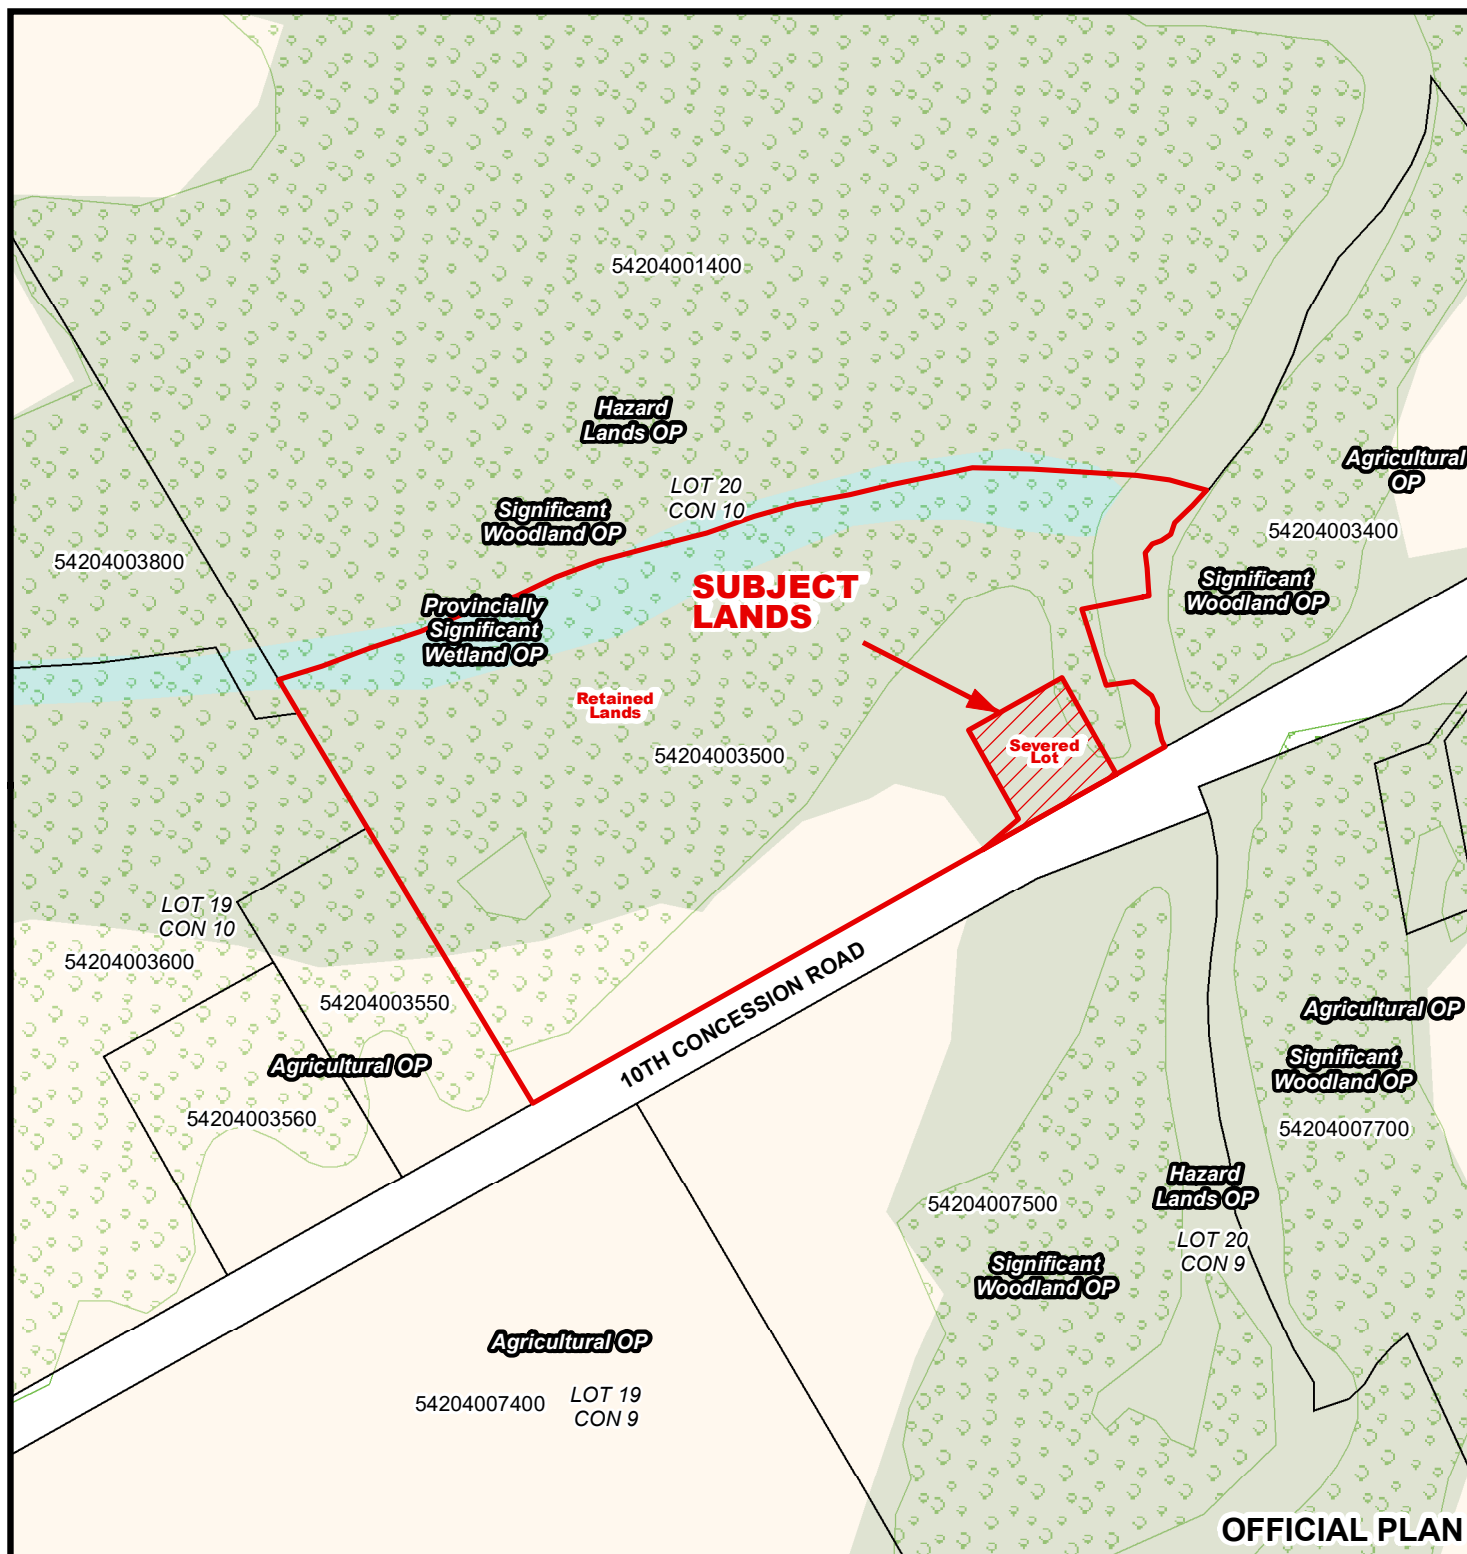 54204001400
Hazard
Lands OP
Agricultural
OP
LOT 20
CON 10
Significant
Woodland OP
54204003400
54204003800
Significant
Woodland OP
SUBJECT
LANDS
Provincially
Significant
Wetland OP
Retained
Lands
54204003500
Severed
Lot
LOT 19
CON 10
54204003600
54204003550
10TH CONCESSION ROAD
Agricultural OP
Agricultural OP
Significant
Woodland OP
54204003560
54204007700
Hazard
Lands OP
54204007500
LOT 20
CON 9
Significant
Woodland OP
Agricultural OP
54204007400
LOT 19
CON 9
OFFICIAL PLAN